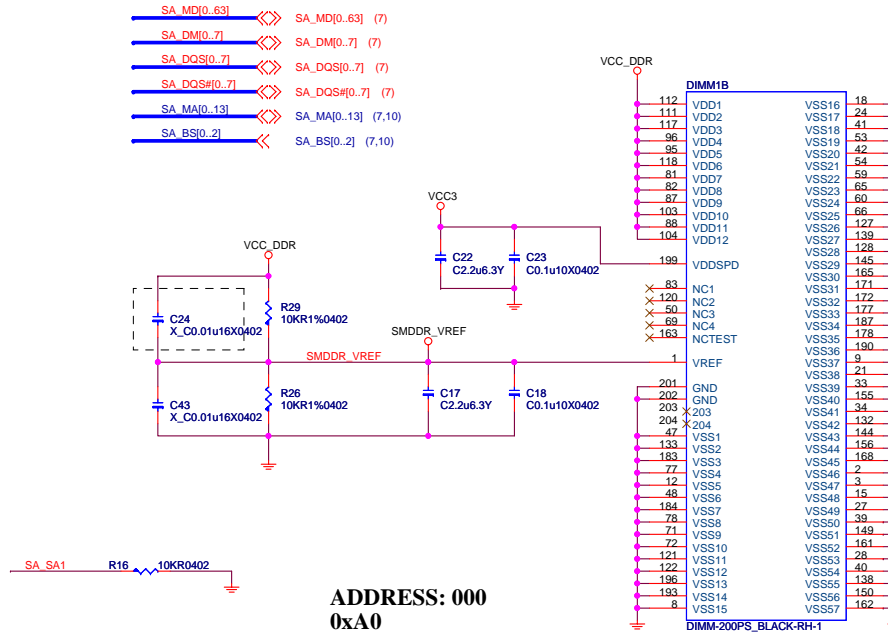 SA_MD[0..63] SA_MD[0..63] (7)
SA_DM[0..7] SA_DM[0..7] (7)
SA_DQS[0..7] SA_DQS[0..7] (7)
SA_DQS#[0..7] SA_DQS#[0..7] (7)
SA_MA[0..13] SA_MA[0..13] (7,10)
SA_BS[0..2] SA_BS[0..2] (7,10)
VCC3
C22
C2.2u6.3Y
C23
C0.1u10X0402
VCC_DDR
C24
X_C0.01u16X0402
R29
10KR1%0402
SMDDR_VREF
SMDDR_VREF
C43
X_C0.01u16X0402
R26
10KR1%0402
C17
C2.2u6.3Y
C18
C0.1u10X0402
SA_SA1 R16 10KR0402
ADDRESS: 000
0xA0
VCC_DDR
DIMM1B
112 VDD1
111 VDD2
117 VDD3
96 VDD4
95 VDD5
118 VDD6
81 VDD7
82 VDD8
87 VDD9
103 VDD10
88 VDD11
104 VDD12
199 VDDSPD
83 NC1
120 NC2
50 NC3
69 NC4
163 NCTEST
1 VREF
201 GND
202 GND
203 203
204 204
47 VSS1
133 VSS2
183 VSS3
77 VSS4
12 VSS5
48 VSS6
184 VSS7
78 VSS8
71 VSS9
72 VSS10
121 VSS11
122 VSS12
196 VSS13
193 VSS14
8 VSS15
VSS16 18
VSS17 24
VSS18 41
VSS19 53
VSS20 42
VSS21 54
VSS22 59
VSS23 65
VSS24 60
VSS25 66
VSS26 127
VSS27 139
VSS28 128
VSS29 145
VSS30 165
VSS31 171
VSS32 172
VSS33 177
VSS34 187
VSS35 178
VSS36 190
VSS37 9
VSS38 21
VSS39 33
VSS40 155
VSS41 34
VSS42 132
VSS43 144
VSS44 156
VSS45 168
VSS46 2
VSS47 3
VSS48 15
VSS49 27
VSS50 39
VSS51 149
VSS52 161
VSS53 28
VSS54 40
VSS55 138
VSS56 150
VSS57 162
DIMM-200PS_BLACK-RH-1